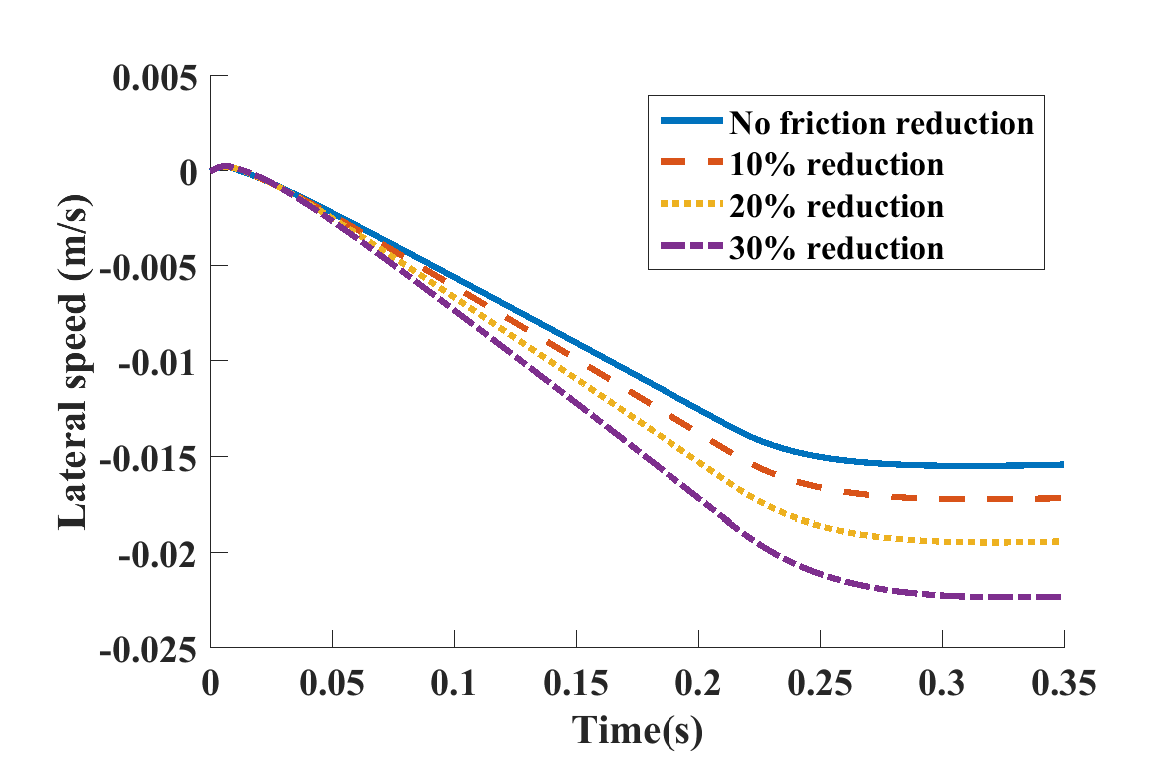 0.005
0
-0.005
-0.01
-0.015
-0.02
-0.025
Lateral speed (m/s)
No friction reduction
10% reduction
20% reduction
30% reduction
0 0.05 0.1 0.15 0.2 0.25 0.3 0.35
Time(s)